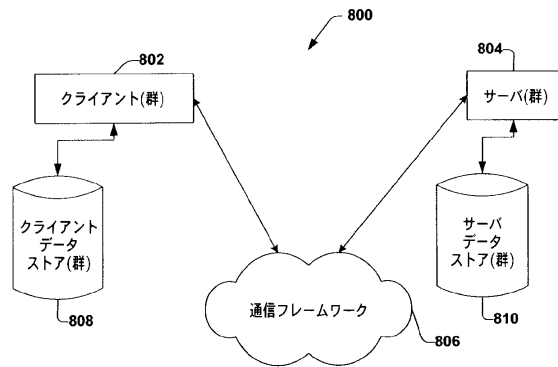 800
802
クライアント(群)
804
サーバ(群)
クライアント
データ
ストア(群)
808
サーバ
データ
ストア(群)
810
通信フレームワーク
806